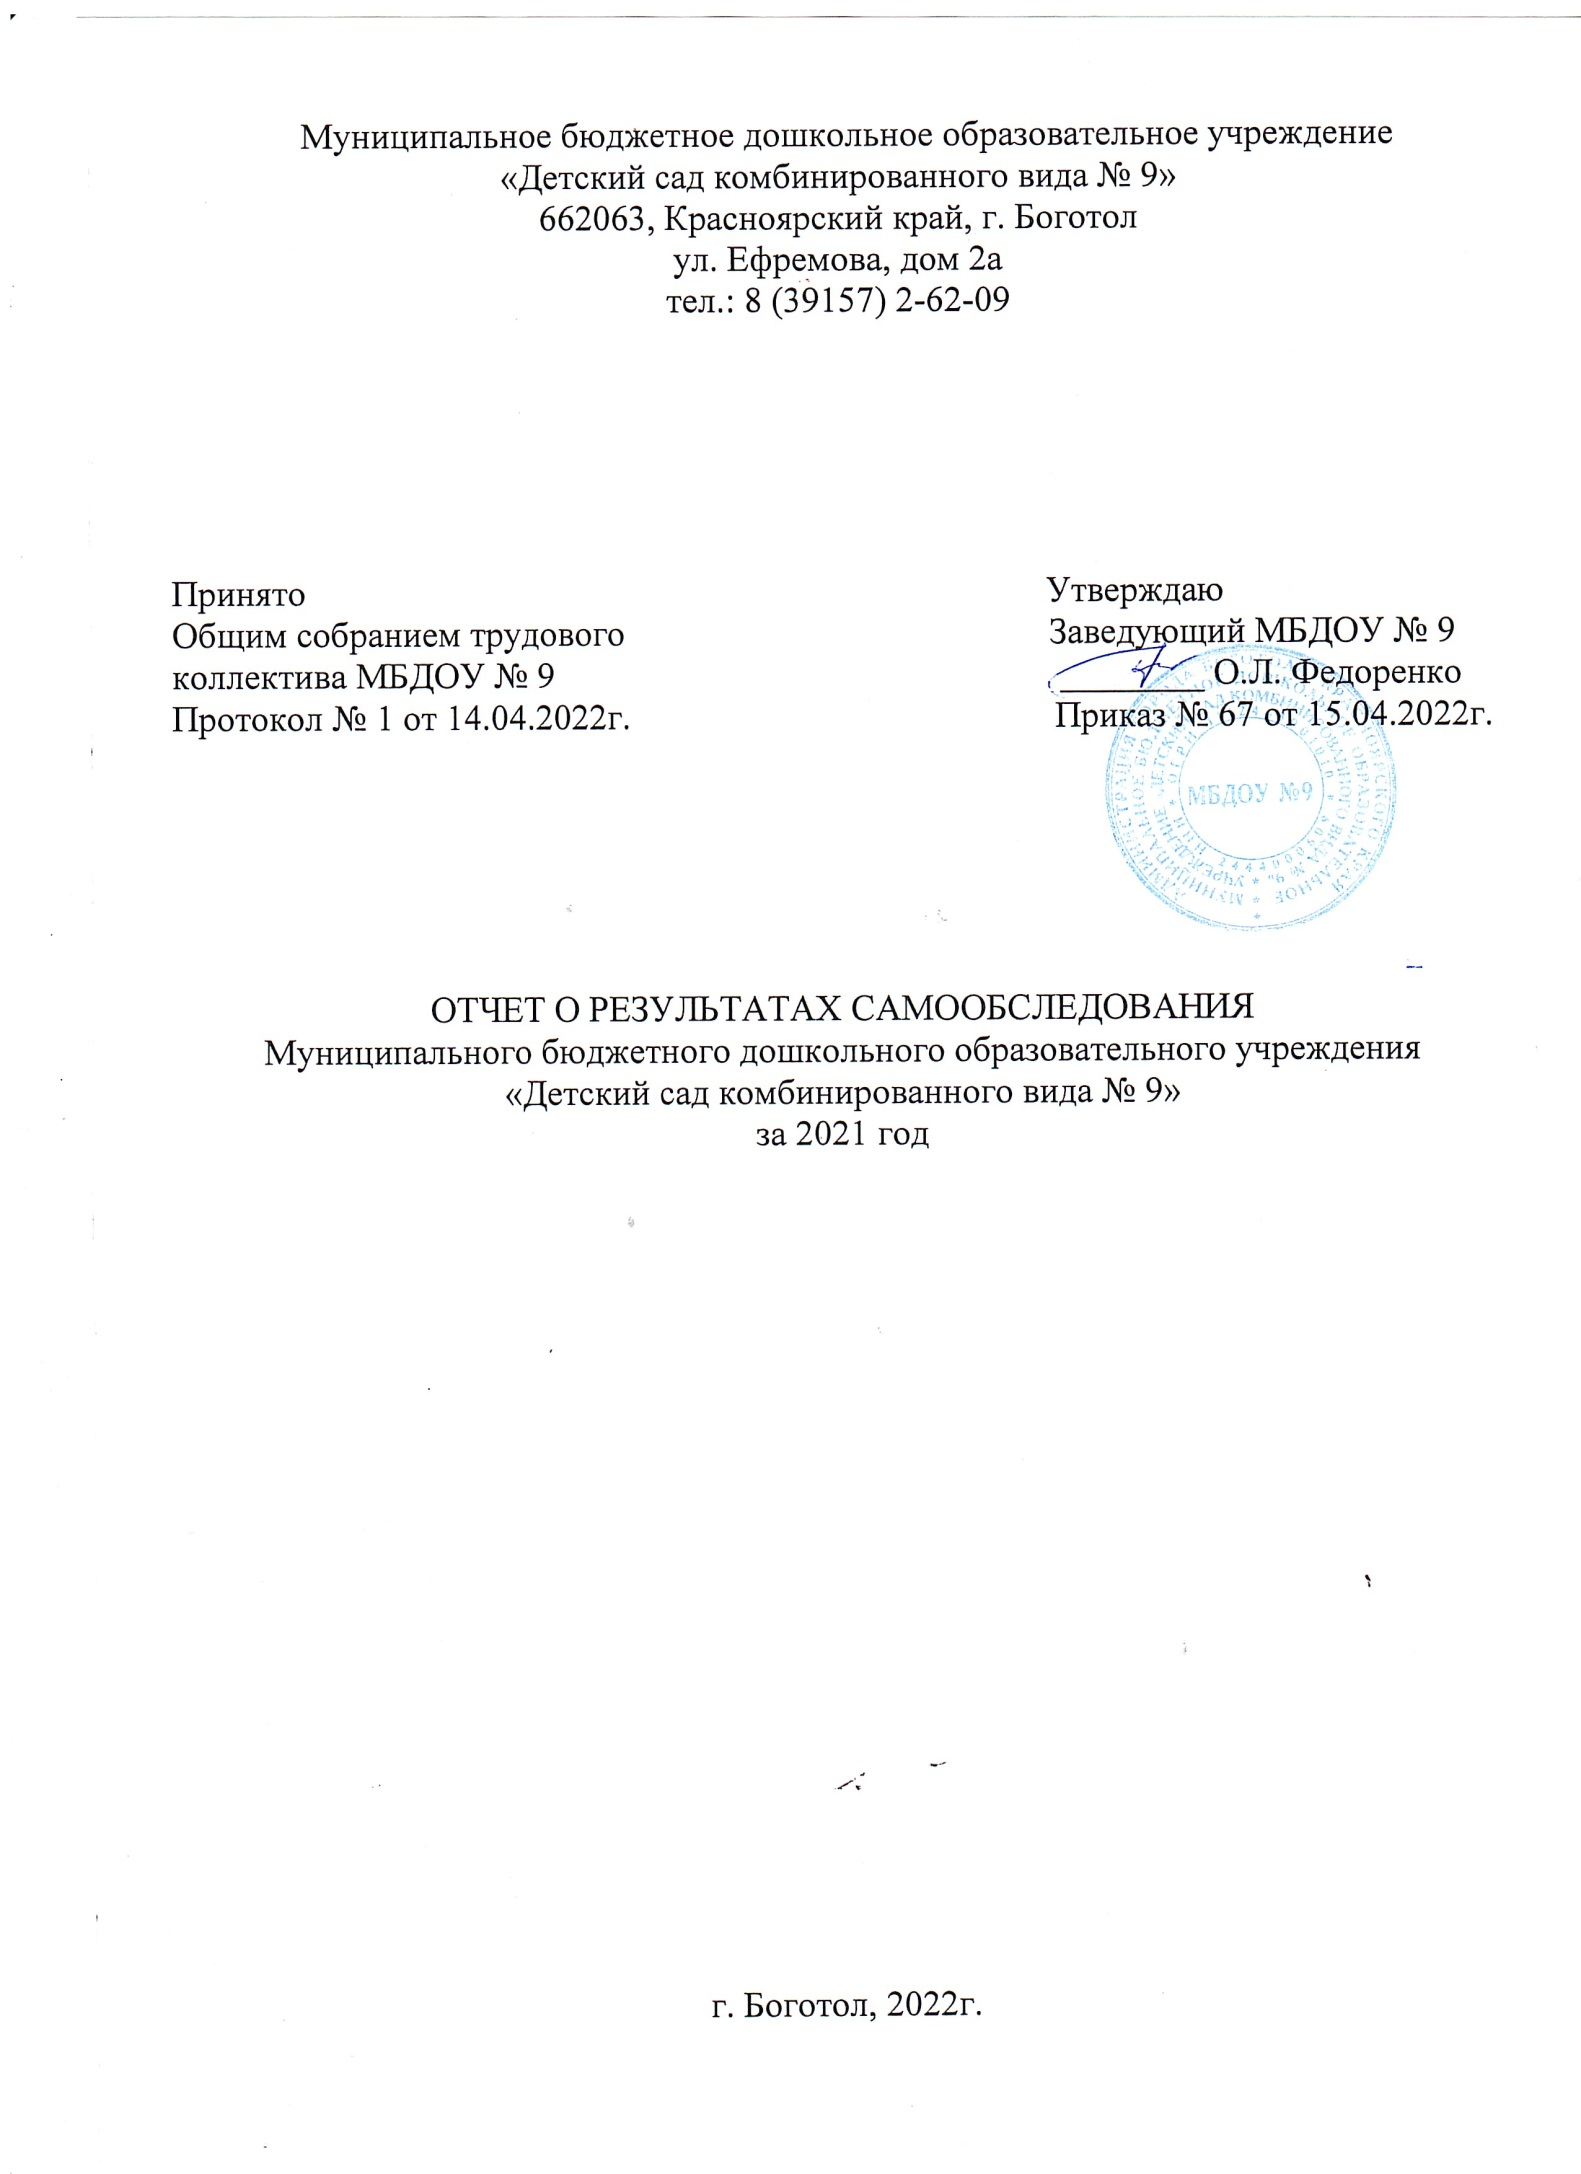 Муниципальное бюджетное дошкольное образовательное учреждение
«Детский сад комбинированного вида № 9»
662063, Красноярский край, г. Боготол
ул. Ефремова, дом 2а
тел.: 8 (39157) 2-62-09
Принято
Общим собранием трудового
коллектива МБДОУ № 9
Протокол № 1 от 14.04.2022г.
Утверждаю
Заведующий МБДОУ № 9
________ О.Л. Федоренко
Приказ № 67 от 15.04.2022г.
МБДОУ №9
ОТЧЕТ О РЕЗУЛЬТАТАХ САМООБСЛЕДОВАНИЯ
Муниципального бюджетного дошкольного образовательного учреждения
«Детский сад комбинированного вида № 9»
за 2021 год
г. Боготол, 2022г.